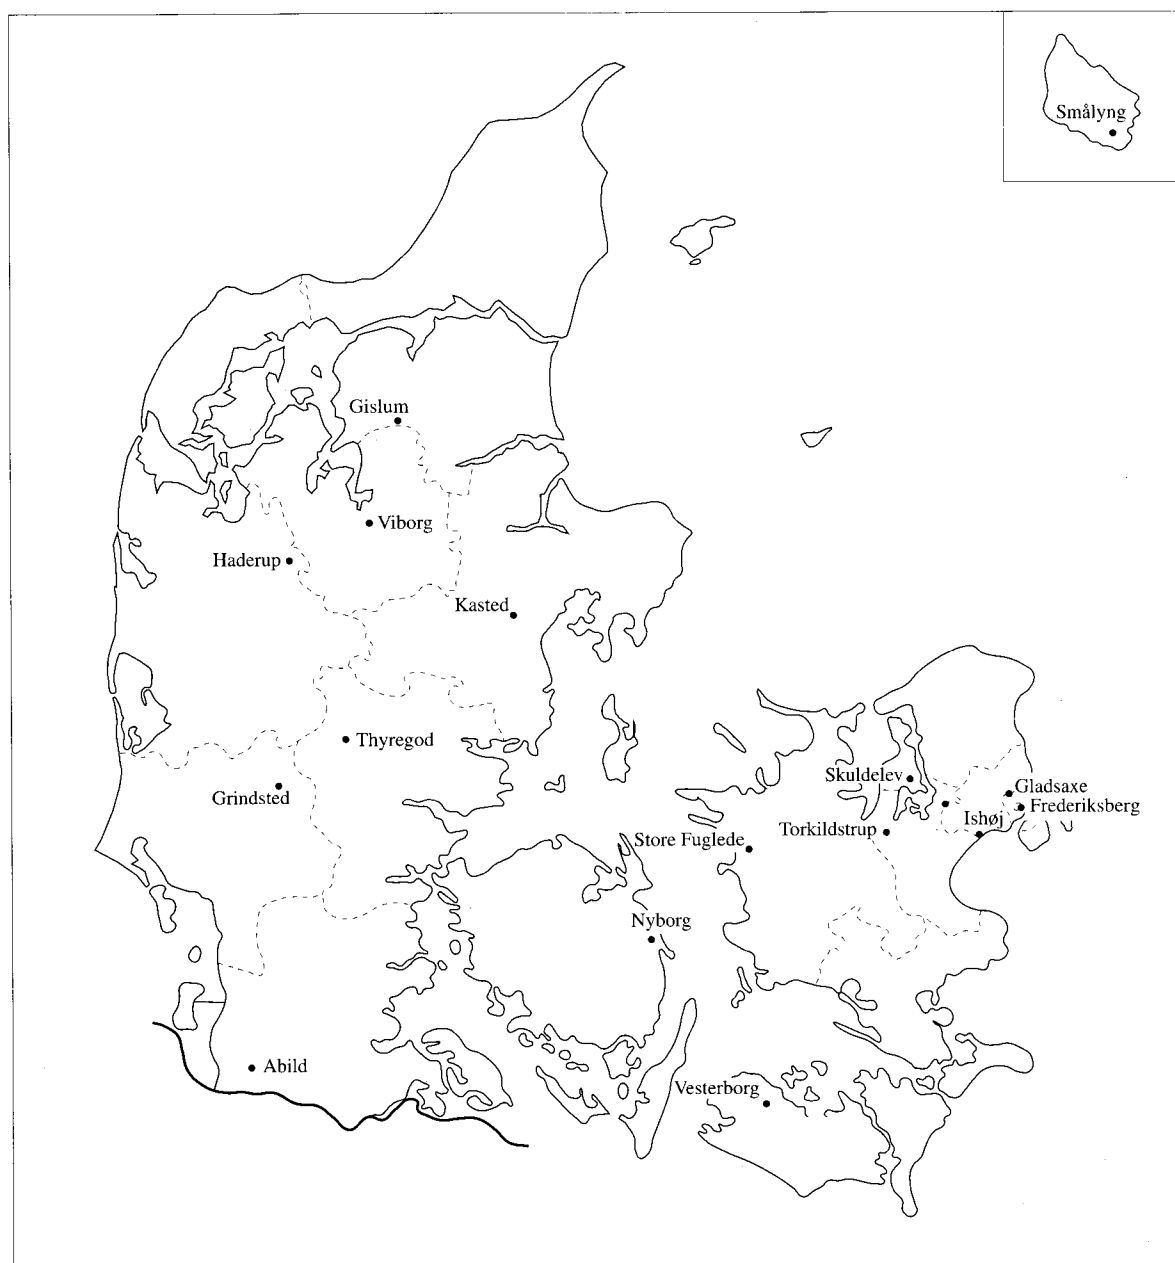 Smålyng
Gislum
Viborg
Haderup
Kasted
Thyregod
Skuldelev
Grindsted
Gladsaxe
Frederiksberg
Ishøj
Torkildstrup
Store Fuglede
Nyborg
Abild
Vesterborg